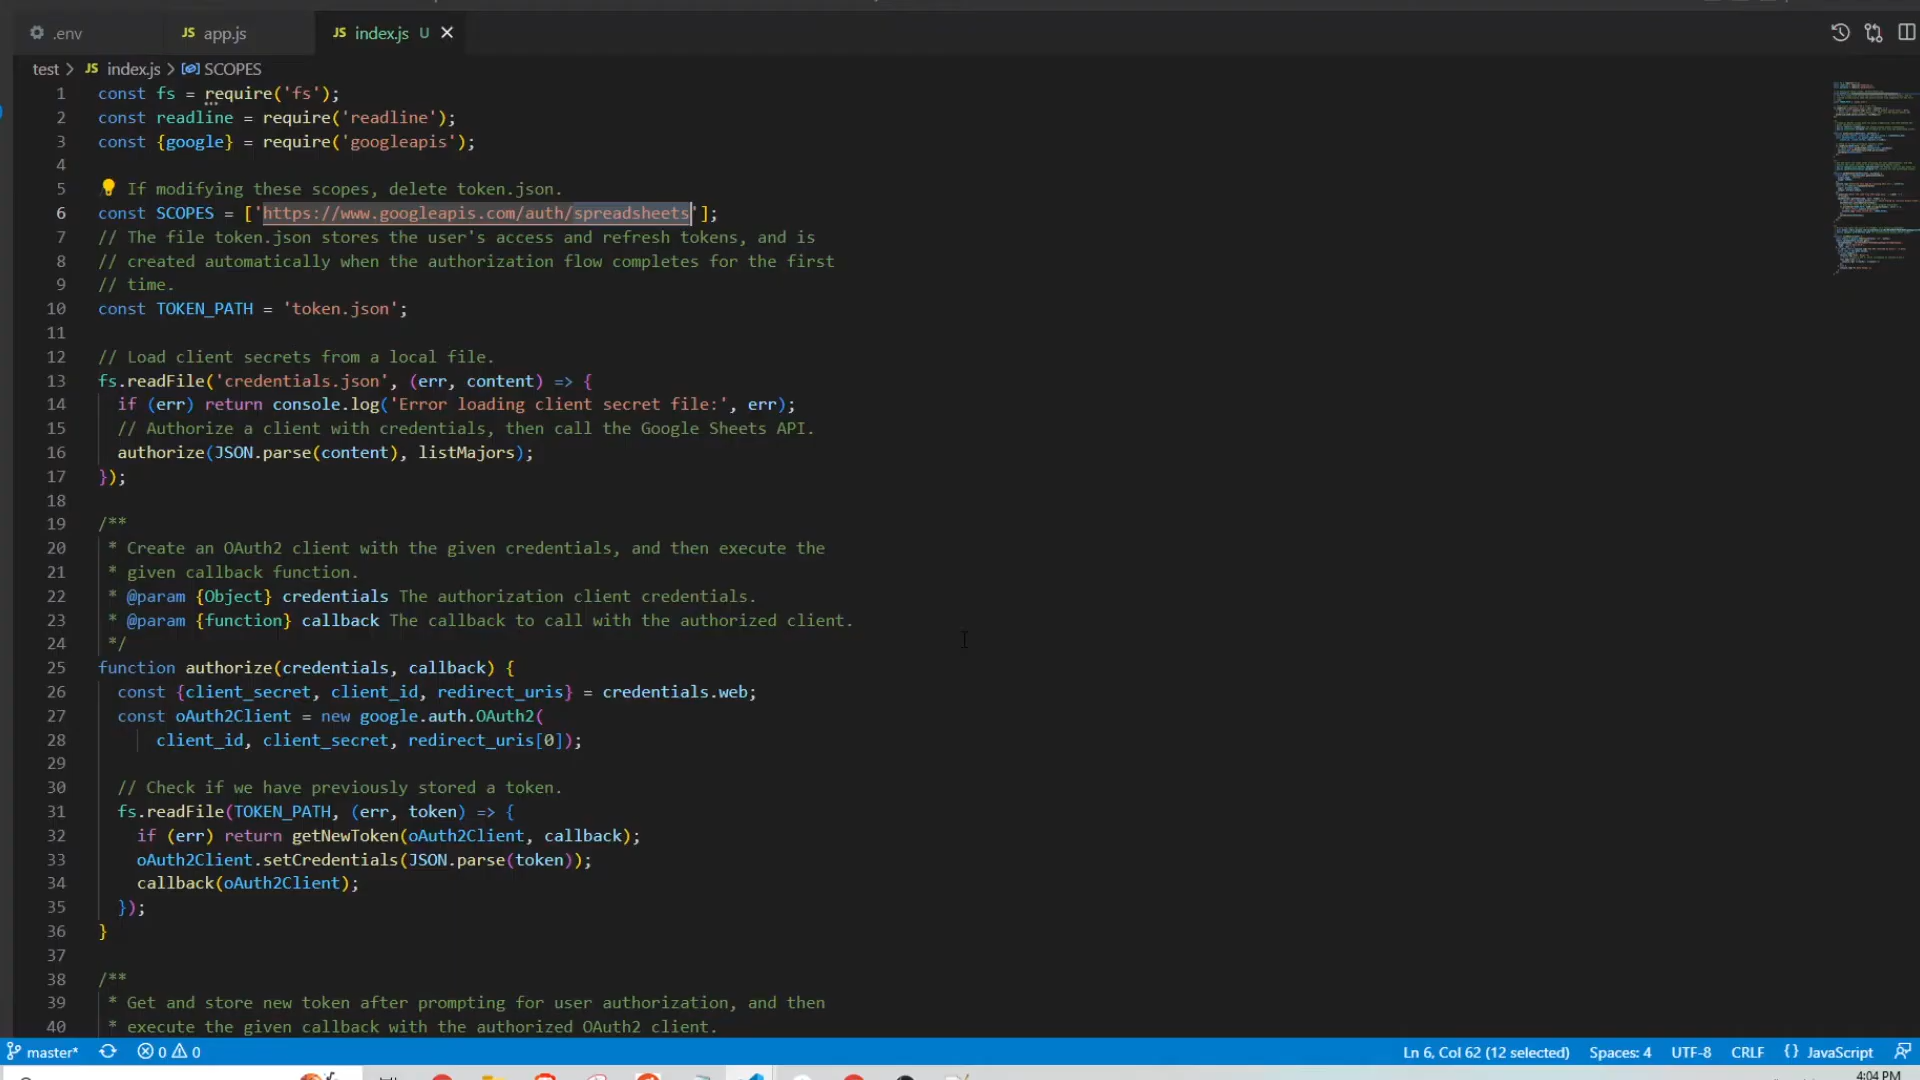 .env
JS app.js
JS index.js U
test > JS index.js > SCOPES
1 const fs = require('fs');
2 const readline = require('readline');
3 const {google} = require('googleapis');
4
5 If modifying these scopes, delete token.json.
6 const SCOPES = ['https://www.googleapis.com/auth/spreadsheets'];
7 // The file token.json stores the user's access and refresh tokens, and is
8 // created automatically when the authorization flow completes for the first
9 // time.
10 const TOKEN_PATH = 'token.json';
11
12 // Load client secrets from a local file.
13 fs.readFile('credentials.json', (err, content) => {
14 if (err) return console.log('Error loading client secret file:', err);
15 // Authorize a client with credentials, then call the Google Sheets API.
16 authorize(JSON.parse(content), listMajors);
17 });
18
19 /**
20 * Create an OAuth2 client with the given credentials, and then execute the
21 * given callback function.
22 * @param {Object} credentials The authorization client credentials.
23 * @param {function} callback The callback to call with the authorized client.
24 */
25 function authorize(credentials, callback) {
26 const {client_secret, client_id, redirect_uris} = credentials.web;
27 const oAuth2Client = new google.auth.OAuth2(
28 client_id, client_secret, redirect_uris[0]);
29
30 // Check if we have previously stored a token.
31 fs.readFile(TOKEN_PATH, (err, token) => {
32 if (err) return getNewToken(oAuth2Client, callback);
33 oAuth2Client.setCredentials(JSON.parse(token));
34 callback(oAuth2Client);
35 });
36 }
37
38 /**
39 * Get and store new token after prompting for user authorization, and then
40 * execute the given callback with the authorized OAuth2 client.
master* 0 0 Ln 6, Col 62 (12 selected) Spaces: 4 UTF-8 CRLF {} JavaScript
4:04 PM